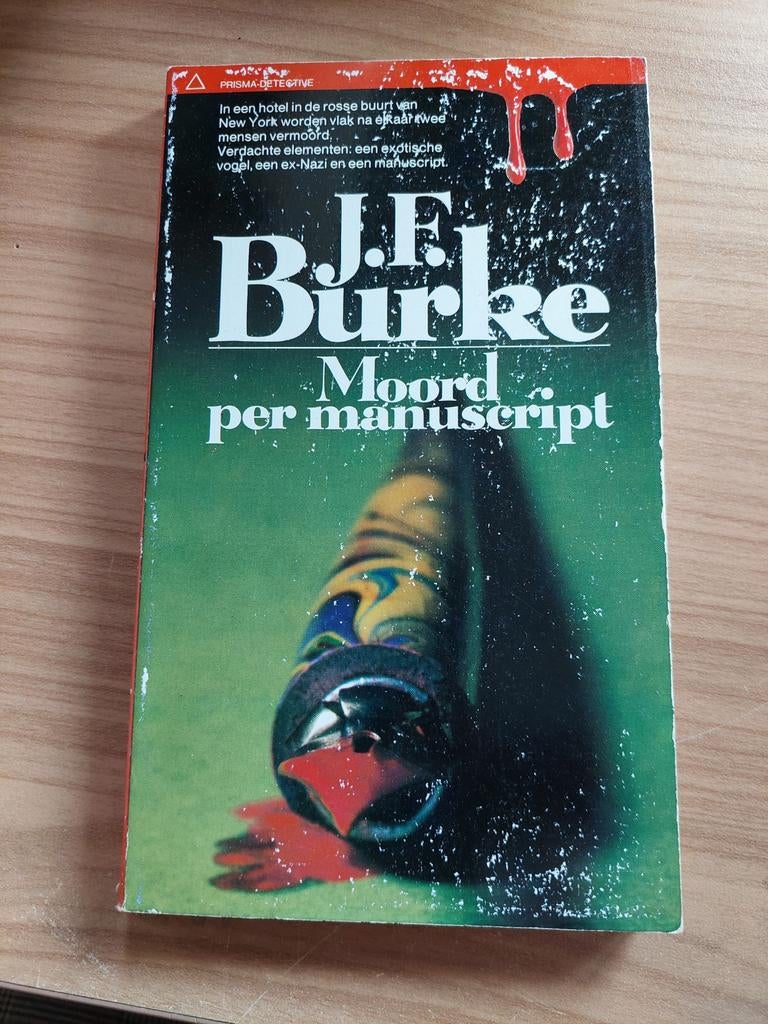 PRISMA-DETECTIVE
In een hotel in de rosse buurt van
New York worden vlak na elkaar twee
mensen vermoord.
Verdachte elementen: een exotische
vogel, een ex-Nazi en een manuscript.
J.F.
Burke
Moord
per manuscript